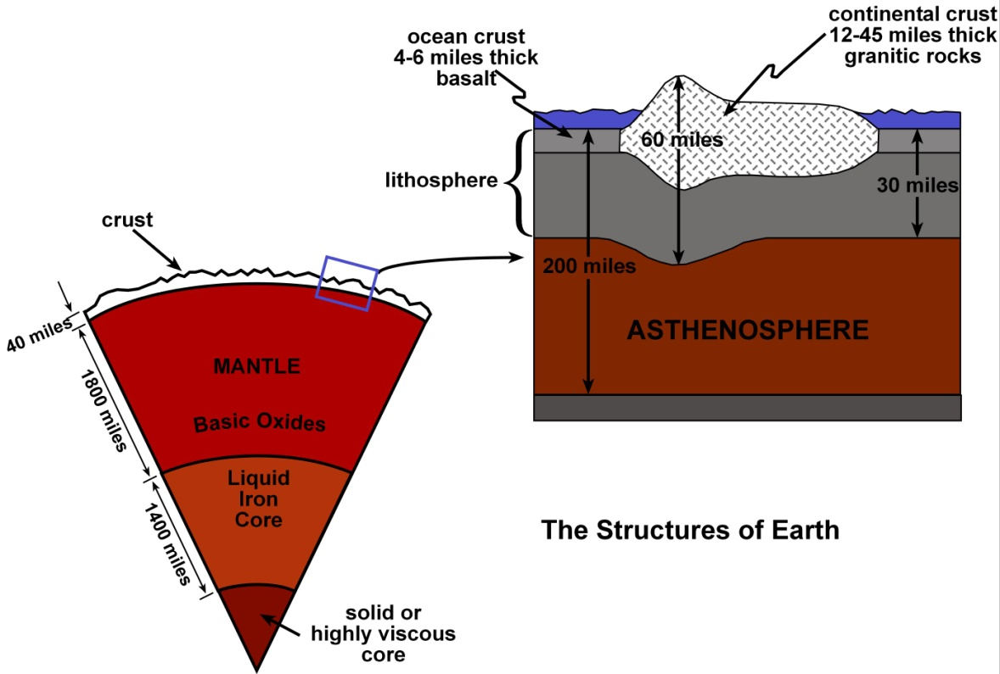 ocean crust
4-6 miles thick
basalt
continental crust
12-45 miles thick
granitic rocks
60 miles
lithosphere
30 miles
crust
200 miles
40 miles
ASTHENOSPHERE
MANTLE
1800 miles
Basic Oxides
Liquid
Iron
Core
1400 miles
The Structures of Earth
solid or
highly viscous
core